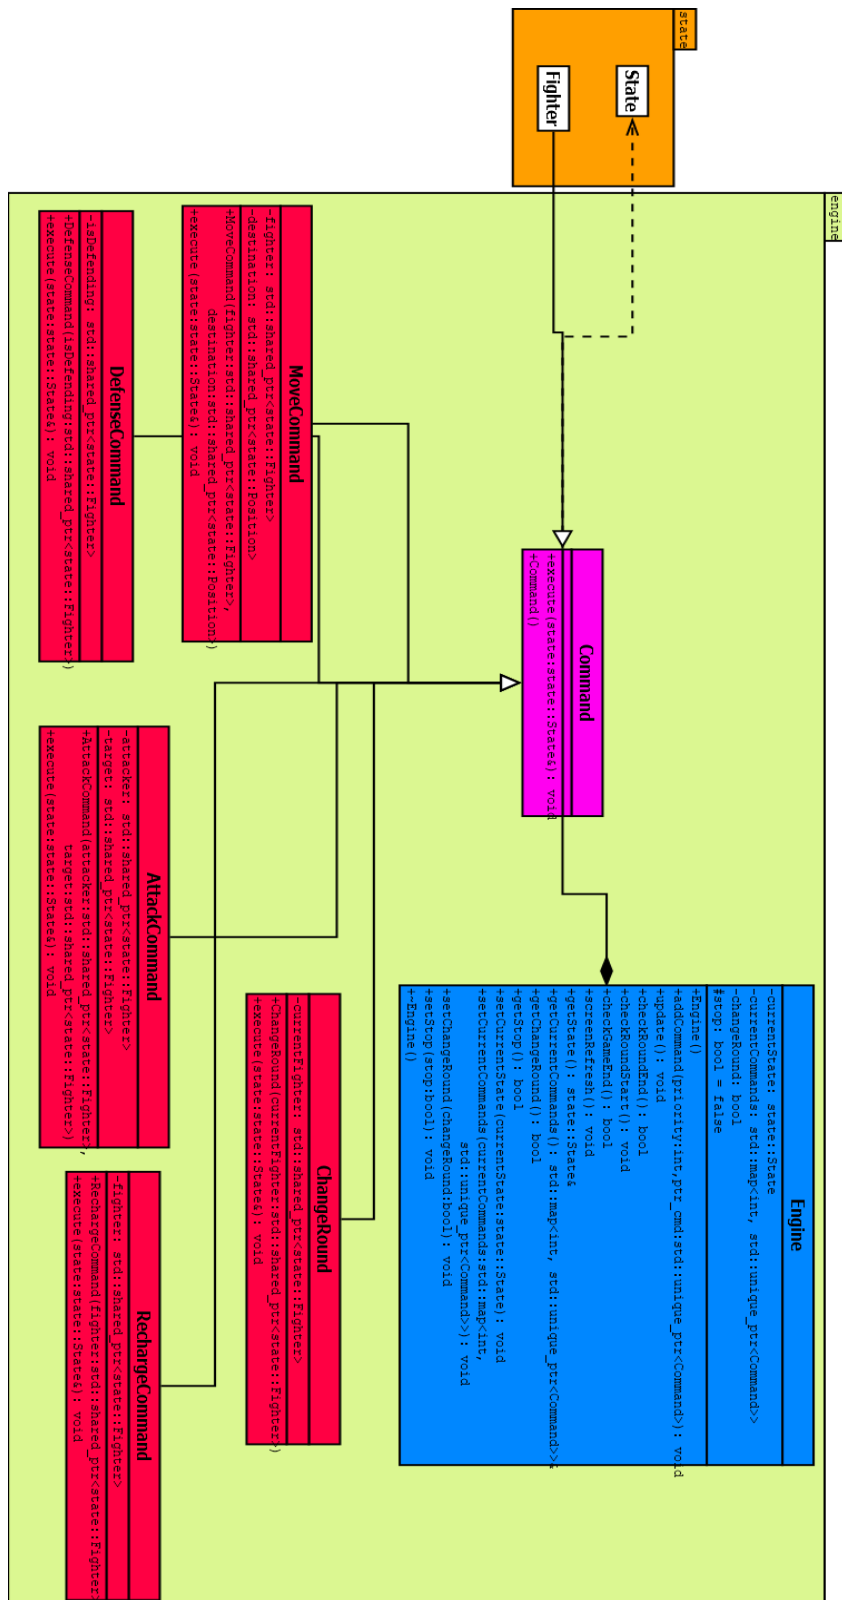 state
State
Fighter
engine
Engine
-currentState: state::State
-currentCommands: std::map<int, std::unique_ptr<Command>>
-changeRound: bool
#stop: bool = false
+Engine()
+addCommand(priority:int,ptr_cmd:std::unique_ptr<Command>): void
+update(): void
+checkRoundEnd(): bool
+checkRoundStart(): void
+checkGameEnd(): bool
+screenRefresh(): void
+getState(): state::State&
+getCurrentCommands(): std::map<int, std::unique_ptr<Command>>&
+getChangeRound(): bool
+getStop(): bool
+setCurrentState(currentState:state::State): void
+setCurrentCommands(currentCommands:std::map<int,
std::unique_ptr<Command>>): void
+setChangeRound(changeRound:bool): void
+setStop(stop:bool): void
+~Engine()
Command
+execute(state:state::State&): void
+Command()
MoveCommand
-fighter: std::shared_ptr<state::Fighter>
-destination: std::shared_ptr<state::Position>
+MoveCommand(fighter:std::shared_ptr<state::Fighter>,
destination:std::shared_ptr<state::Position>)
+execute(state:state::State&): void
DefenseCommand
-isDefending: std::shared_ptr<state::Fighter>
+DefenseCommand(isDefending:std::shared_ptr<state::Fighter>)
+execute(state:state::State&): void
AttackCommand
-attacker: std::shared_ptr<state::Fighter>
-target: std::shared_ptr<state::Fighter>
+AttackCommand(attacker:std::shared_ptr<state::Fighter>,
target:std::shared_ptr<state::Fighter>)
+execute(state:state::State&): void
ChangeRound
-currentFighter: std::shared_ptr<state::Fighter>
+ChangeRound(currentFighter:std::shared_ptr<state::Fighter>)
+execute(state:state::State&): void
RechargeCommand
-fighter: std::shared_ptr<state::Fighter>
+RechargeCommand(fighter:std::shared_ptr<state::Fighter>
+execute(state:state::State&): void